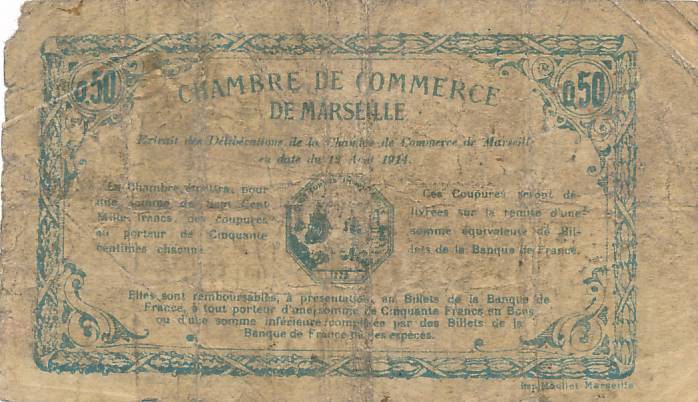 0.50
0.50
CHAMBRE DE COMMERCE
DE MARSEILLE
Extrait des Délibérations de la Chambre de Commerce de Marseille
en date du 12 Août 1914.
La Chambre émettra, pour
une somme de Sept Cent
Mille francs, des coupures
au porteur de Cinquante
centimes chacune.
Ces Coupures seront dé-
livrées sur la remise d'une
somme équivalente de Bil-
lets de la Banque de France.
Elles sont remboursables, à présentation, en Billets de la Banque de
France, à tout porteur d'une somme de Cinquante Francs en Bons
ou d'une somme inférieure complétée par des Billets de la
Banque de France ou des espèces.
Imp. Moullot Marseille